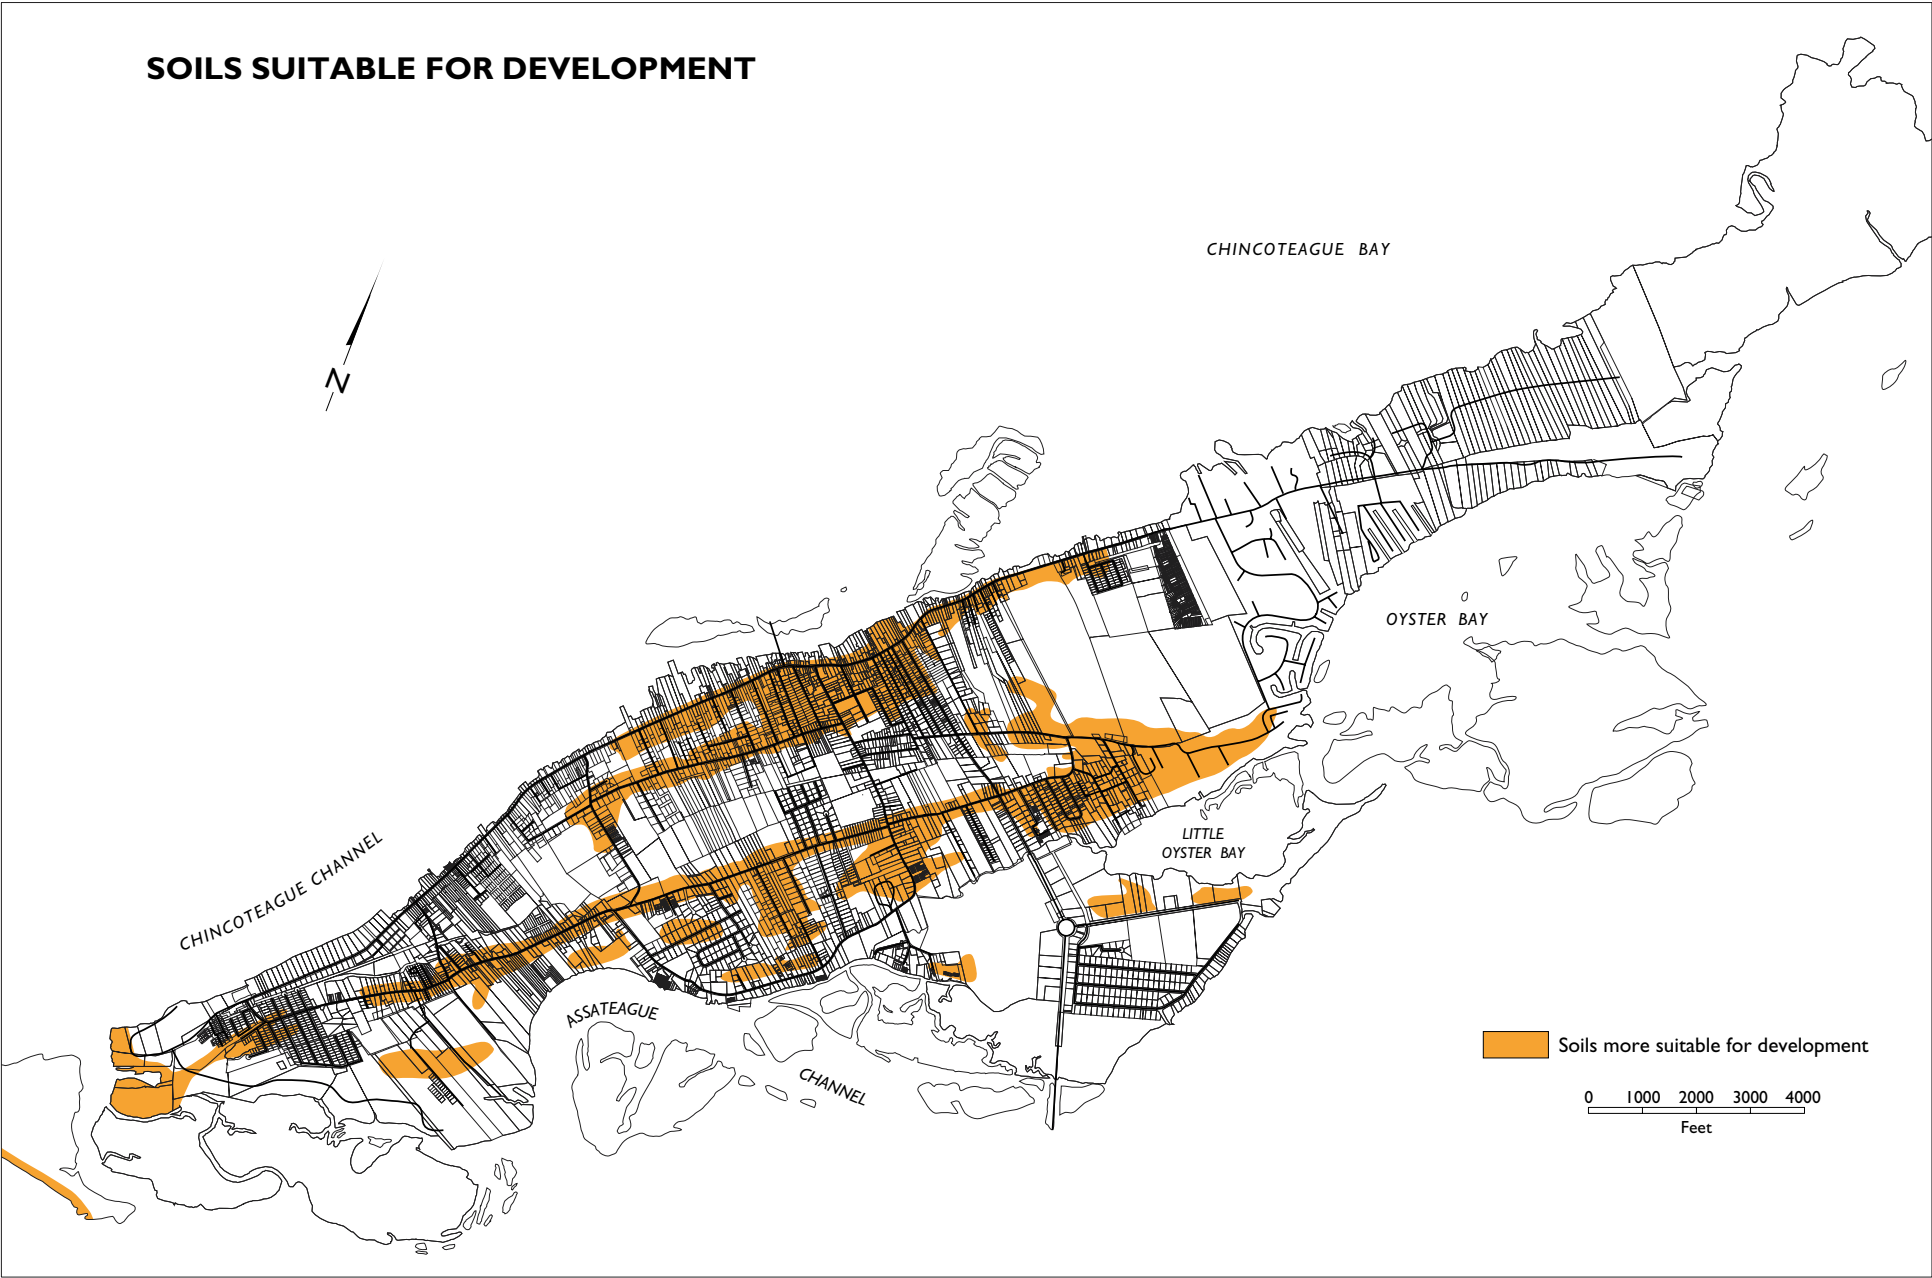 SOILS SUITABLE FOR DEVELOPMENT
CHINCOTEAGUE BAY
N
OYSTER BAY
LITTLE
OYSTER BAY
CHINCOTEAGUE CHANNEL
ASSATEAGUE
CHANNEL
Soils more suitable for development
0 1000 2000 3000 4000
Feet